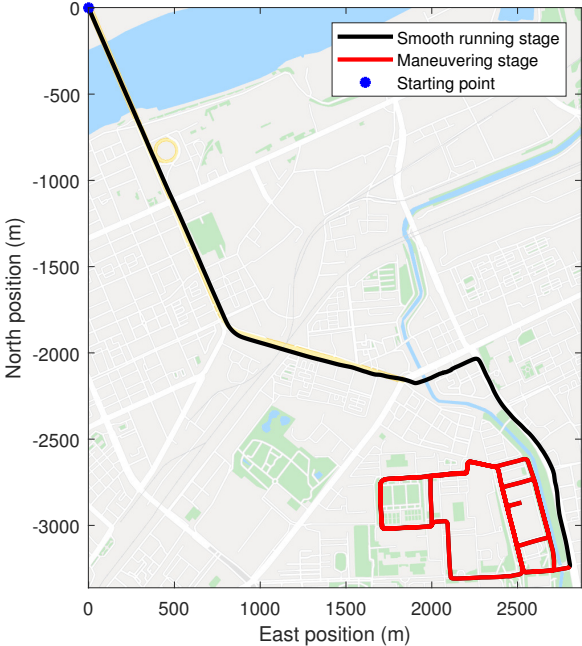 Smooth running stage
Maneuvering stage
Starting point
North position (m)
0
-500
-1000
-1500
-2000
-2500
-3000
0 500 1000 1500 2000 2500
East position (m)